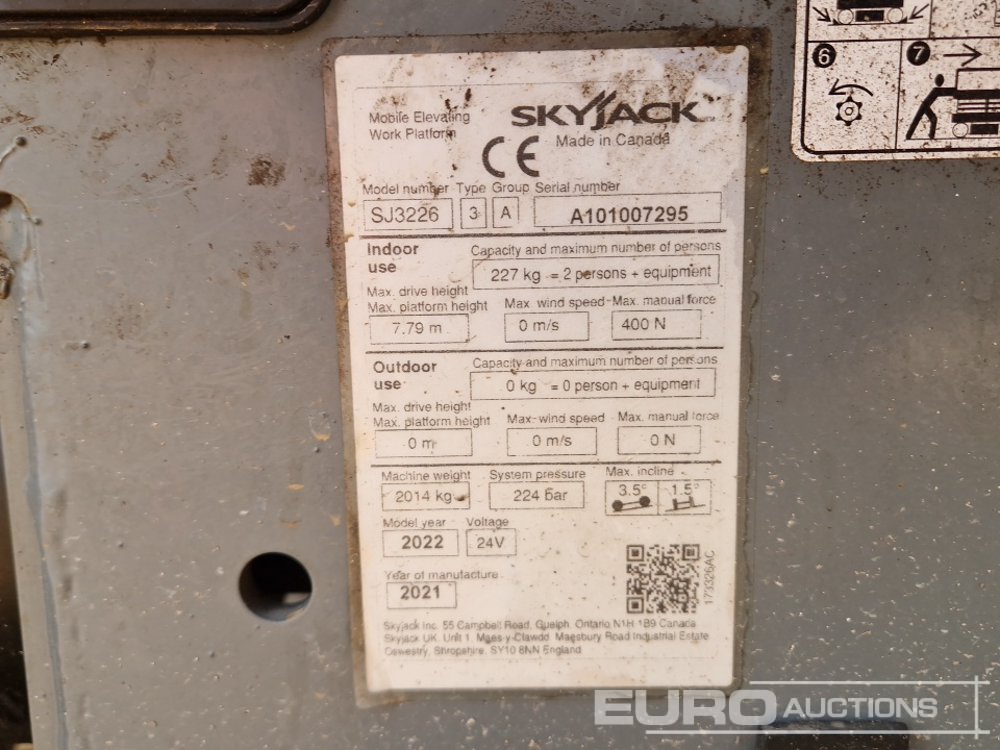 Mobile Elevating
Work Platform
SKYJACK
Made in Canada
CE
Model number Type Group Serial number
SJ3226 3 A A101007295
Indoor
use
Capacity and maximum number of persons
227 kg = 2 persons + equipment
Max. drive height
Max. platform height Max. wind speed Max. manual force
7.79 m 0 m/s 400 N
Outdoor
use
Capacity and maximum number of persons
0 kg = 0 person + equipment
Max. drive height
Max. platform height Max. wind speed Max. manual force
0 m 0 m/s 0 N
Machine weight System pressure Max. incline
2014 kg 224 bar 3.5° 1.5°
Model year Voltage
2022 24V
Year of manufacture
2021
173326AC
Skyjack Inc. 55 Campbell Road, Guelph, Ontario N1H 1B9 Canada
Skyjack UK, Unit 1, Maes-y-Clawdd, Maesbury Road Industrial Estate
Oswestry, Shropshire, SY10 8NN England
6 7
EURO AUCTIONS